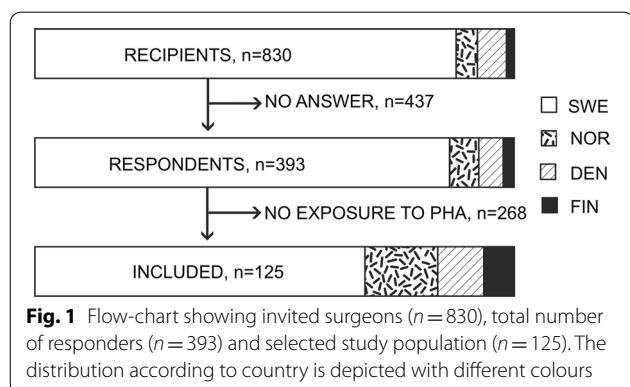 RECIPIENTS, n=830
NO ANSWER, n=437
RESPONDENTS, n=393
NO EXPOSURE TO PHA, n=268
INCLUDED, n=125
SWE
NOR
DEN
FIN
Fig. 1 Flow-chart showing invited surgeons (n = 830), total number
of responders (n = 393) and selected study population (n = 125). The
distribution according to country is depicted with different colours